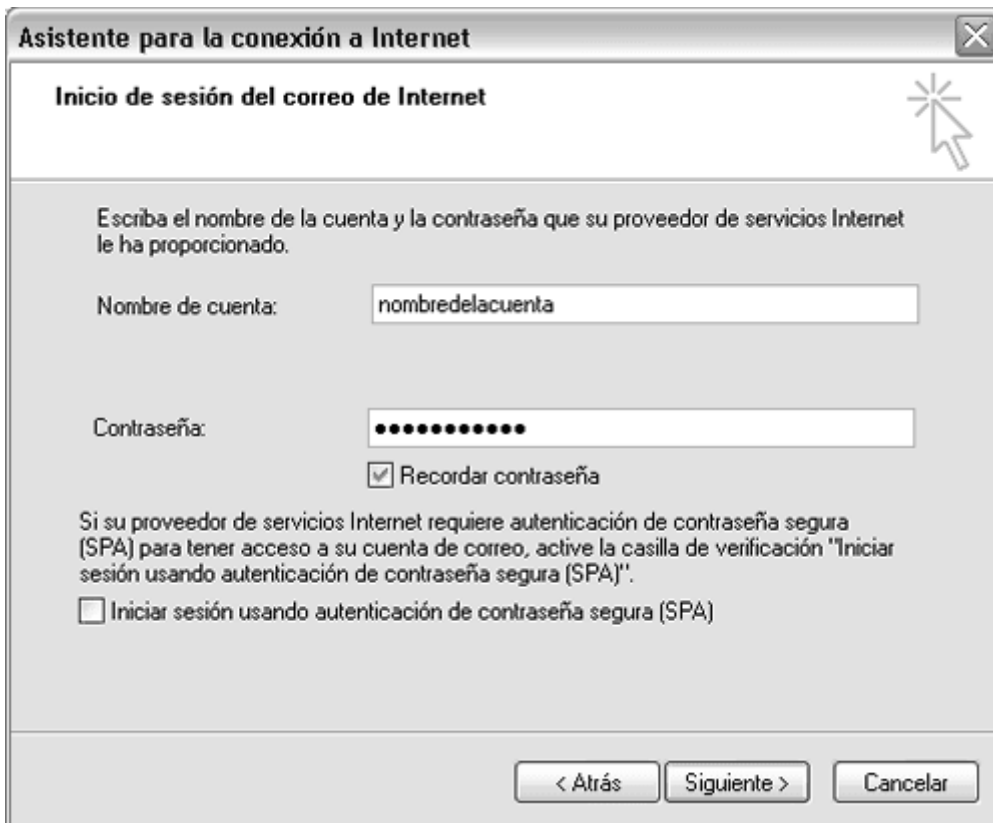 Asistente para la conexión a Internet
Inicio de sesión del correo de Internet
Escriba el nombre de la cuenta y la contraseña que su proveedor de servicios Internet
le ha proporcionado.
Nombre de cuenta: nombredelacuenta
Contraseña: •••••••••••
Recordar contraseña
Si su proveedor de servicios Internet requiere autenticación de contraseña segura
(SPA) para tener acceso a su cuenta de correo, active la casilla de verificación "Iniciar
sesión usando autenticación de contraseña segura (SPA)".
Iniciar sesión usando autenticación de contraseña segura (SPA)
< Atrás Siguiente > Cancelar